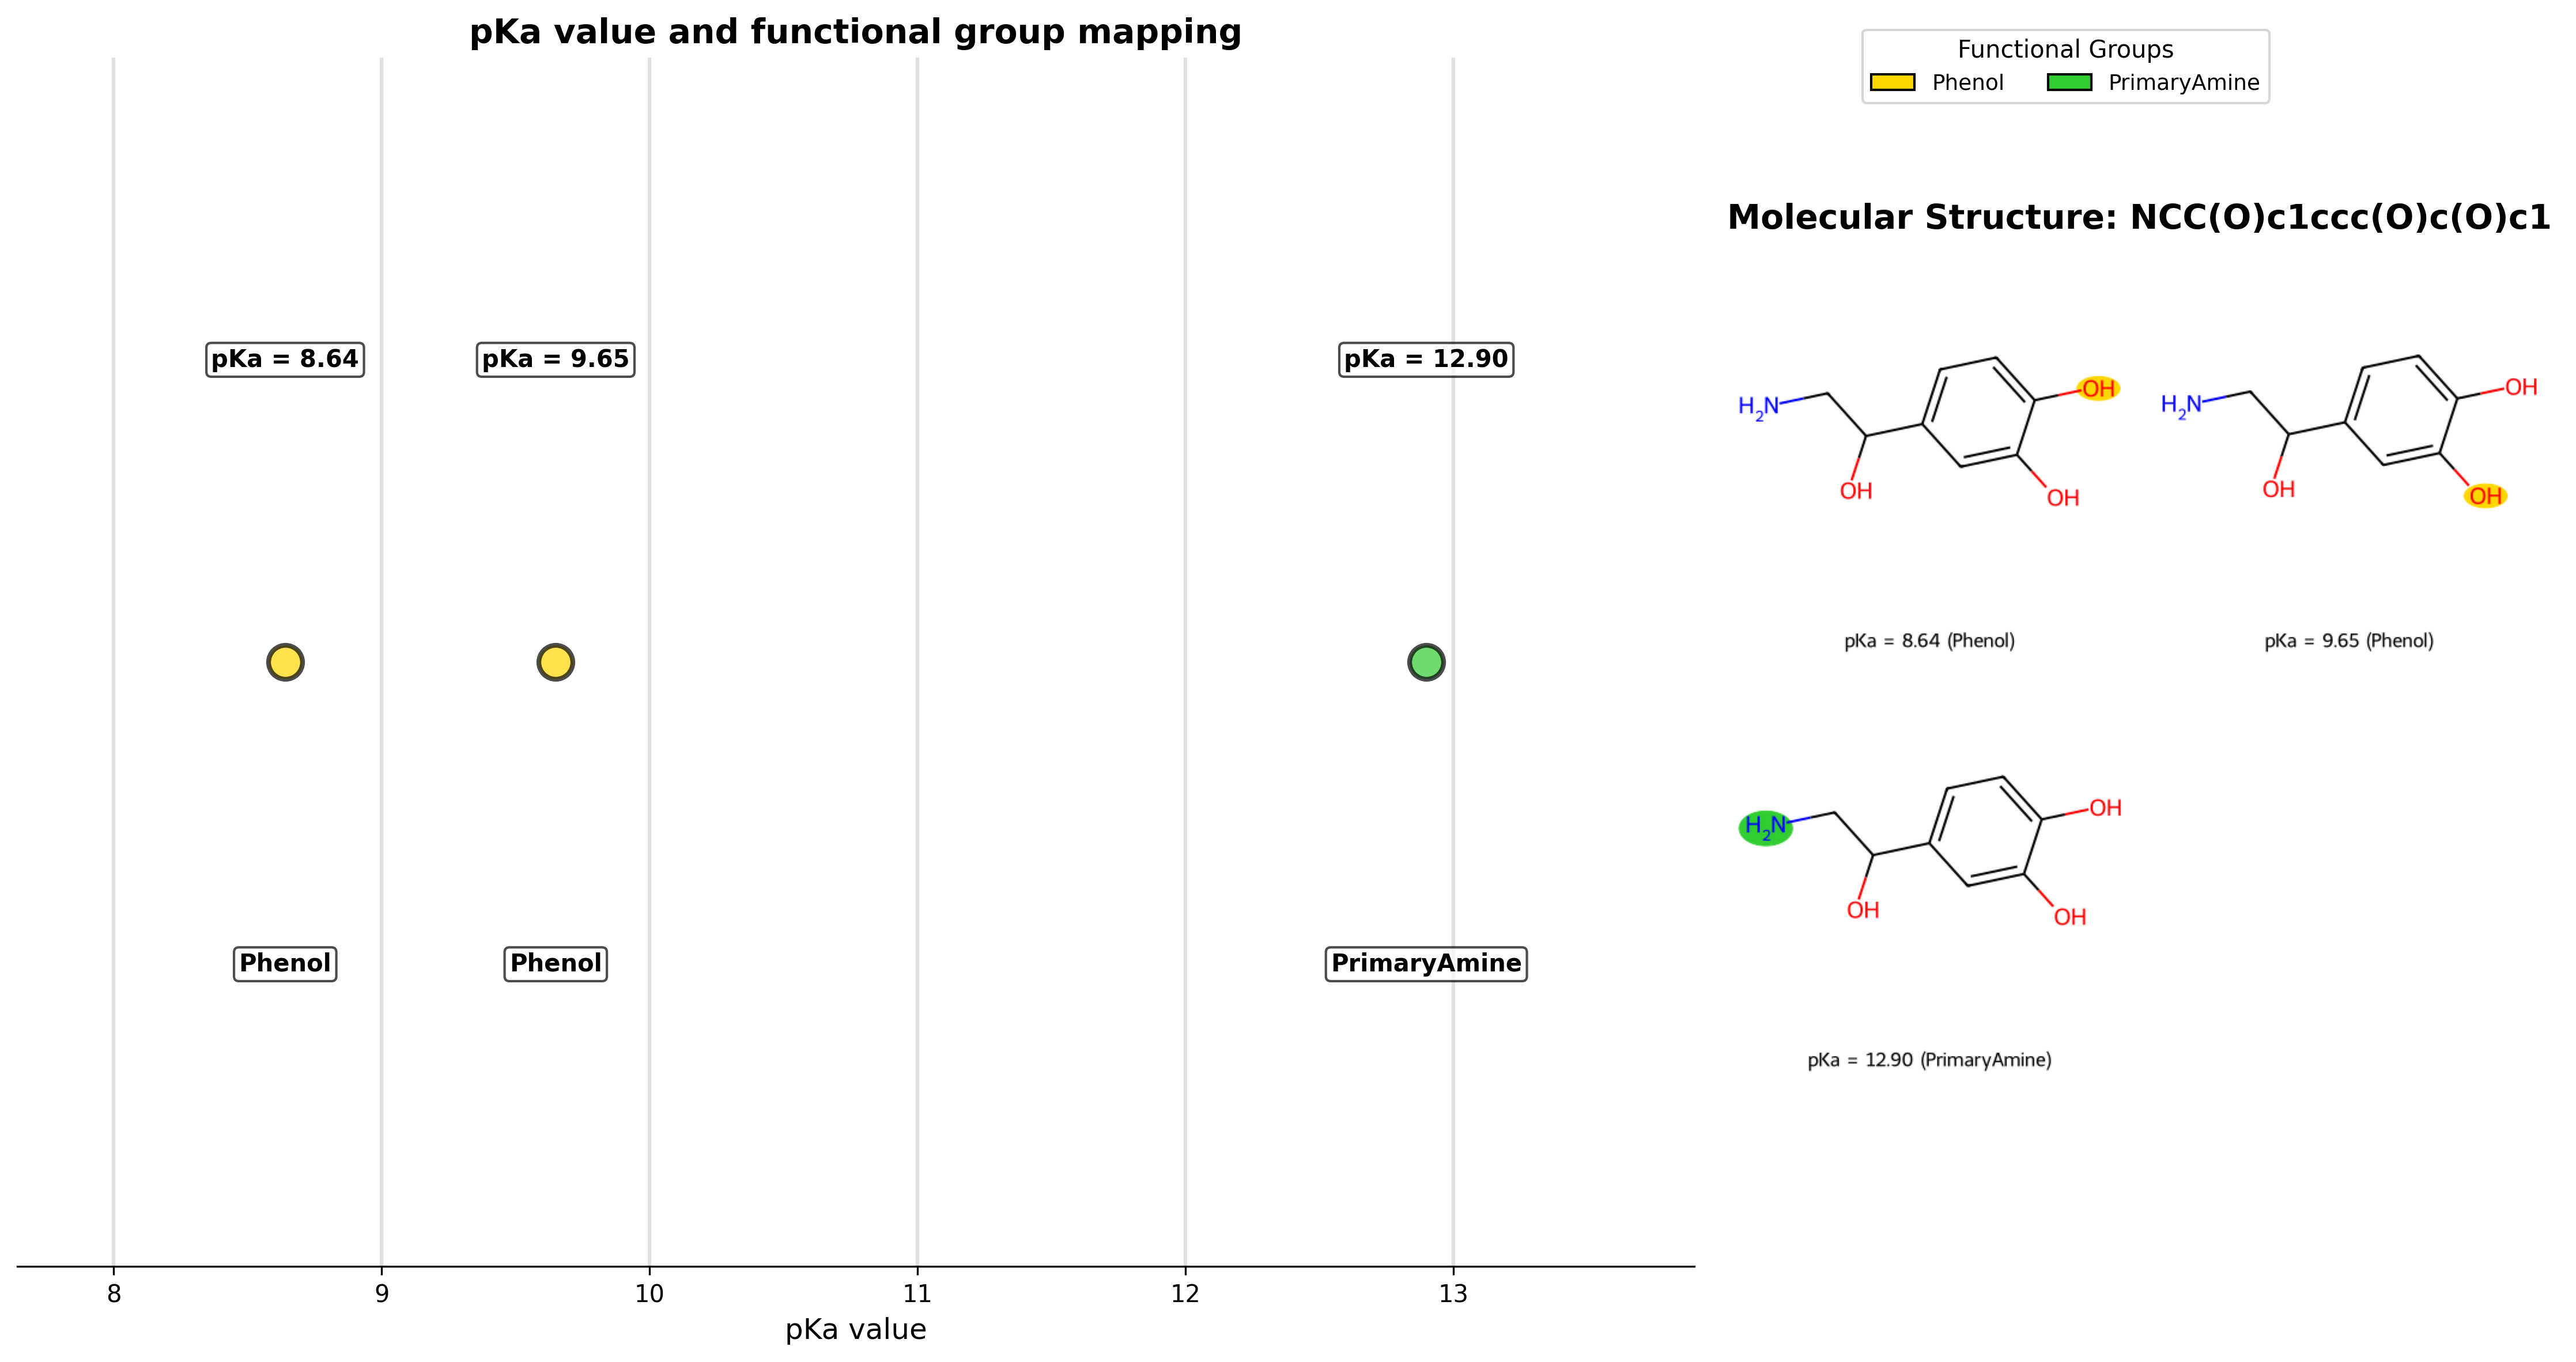 pKa value and functional group mapping
Functional Groups
Phenol
PrimaryAmine
Molecular Structure: NCC(O)c1ccc(O)c(O)c1
pKa = 8.64
pKa = 9.65
pKa = 12.90
Phenol
Phenol
PrimaryAmine
8
9
10
11
12
13
pKa value
H2N
OH
OH
OH
pKa = 8.64 (Phenol)
H2N
OH
OH
OH
pKa = 9.65 (Phenol)
H2N
OH
OH
OH
pKa = 12.90 (PrimaryAmine)